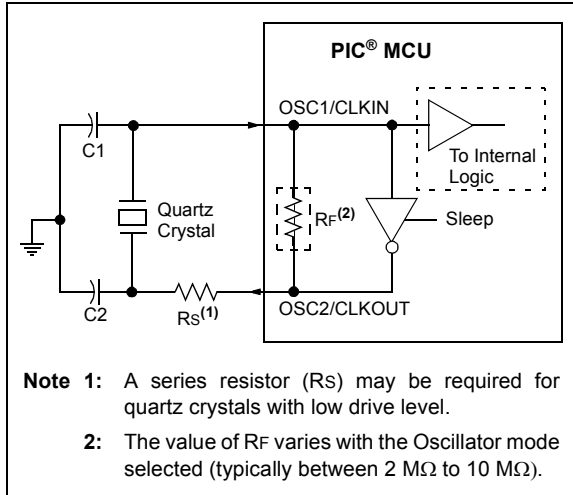 PIC® MCU
OSC1/CLKIN
C1
To Internal
Logic
Quartz
Crystal
RF(2)
Sleep
C2
RS(1)
OSC2/CLKOUT
Note 1: A series resistor (RS) may be required for
quartz crystals with low drive level.
2: The value of RF varies with the Oscillator mode
selected (typically between 2 MΩ to 10 MΩ).